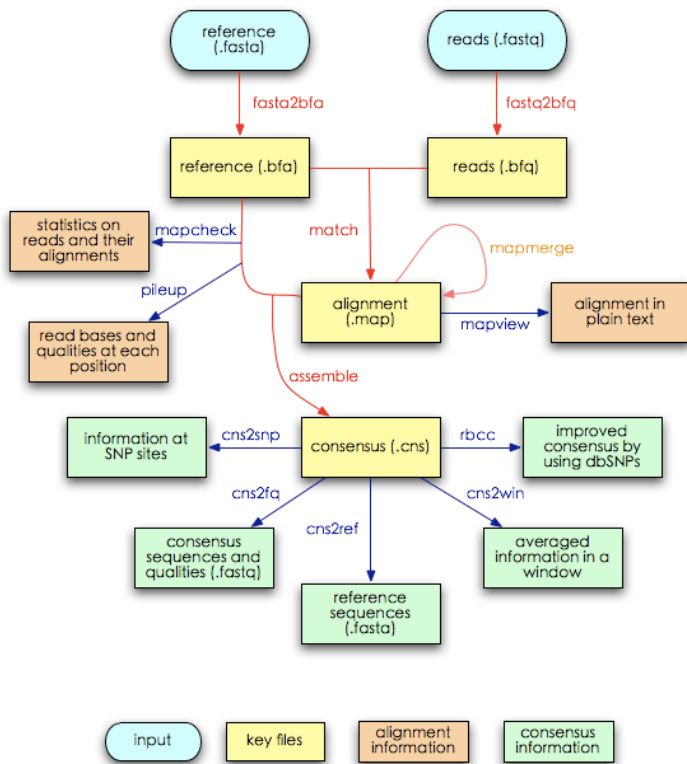 reference
(.fasta)
reads (.fastq)
fasta2bfa
fastq2bfq
reference (.bfa)
reads (.bfq)
statistics on
reads and their
alignments
mapcheck
match
mapmerge
pileup
alignment
(.map)
mapview
alignment in
plain text
read bases and
qualities at each
position
assemble
information at
SNP sites
cns2snp
consensus (.cns)
rbcc
improved
consensus by
using dbSNPs
cns2fq
cns2ref
cns2win
consensus
sequences and
qualities (.fastq)
averaged
information in a
window
reference
sequences
(.fasta)
input
key files
alignment
information
consensus
information